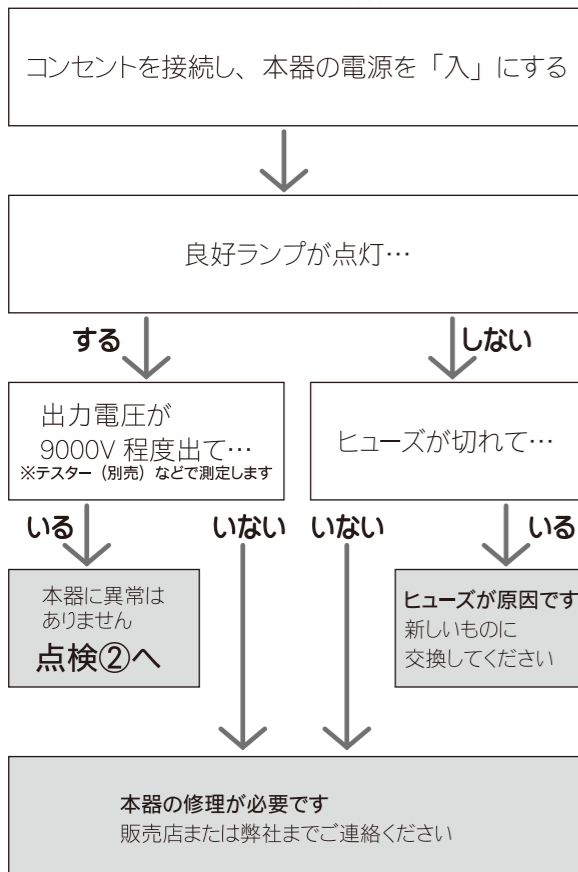 コンセントを接続し、本器の電源を「入」にする
良好ランプが点灯…
する
しない
出力電圧が
9000V 程度出て…
※テスター（別売）などで測定します
ヒューズが切れて…
いる
いない
いない
いる
本器に異常は
ありません
点検②へ
ヒューズが原因です
新しいものに
交換してください
本器の修理が必要です
販売店または弊社までご連絡ください